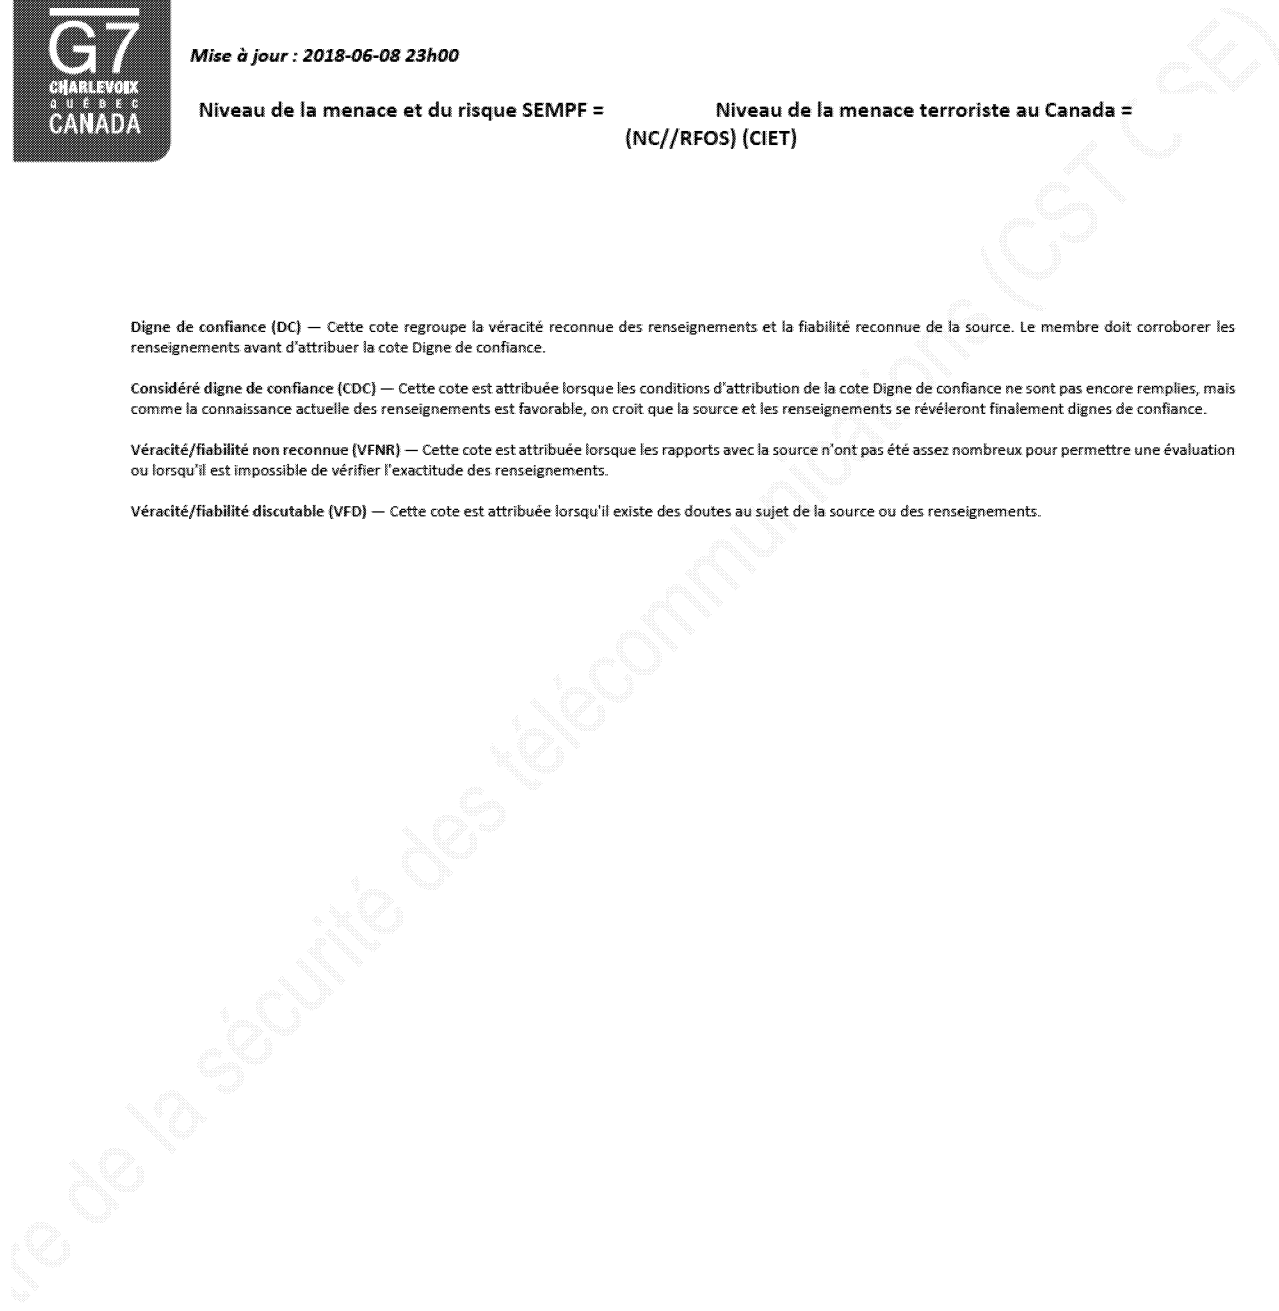 G7
CHARLEVOIX
QUÉBEC
CANADA
Mise à jour : 2018-06-08 23h00
Niveau de la menace et du risque SEMPF = Niveau de la menace terroriste au Canada =
(NC//RFOS) (CIET)
Digne de confiance (DC) — Cette cote regroupe la véracité reconnue des renseignements et la fiabilité reconnue de la source. Le membre doit corroborer les
renseignements avant d'attribuer la cote Digne de confiance.
Considéré digne de confiance (CDC) — Cette cote est attribuée lorsque les conditions d'attribution de la cote Digne de confiance ne sont pas encore remplies, mais
comme la connaissance actuelle des renseignements est favorable, on croit que la source et les renseignements se révéleront finalement dignes de confiance.
Véracité/fiabilité non reconnue (VFNR) — Cette cote est attribuée lorsque les rapports avec la source n'ont pas été assez nombreux pour permettre une évaluation
ou lorsqu'il est impossible de vérifier l'exactitude des renseignements.
Véracité/fiabilité discutable (VFD) — Cette cote est attribuée lorsqu'il existe des doutes au sujet de la source ou des renseignements.
de la sécurité des télécommunications (CST CSE)